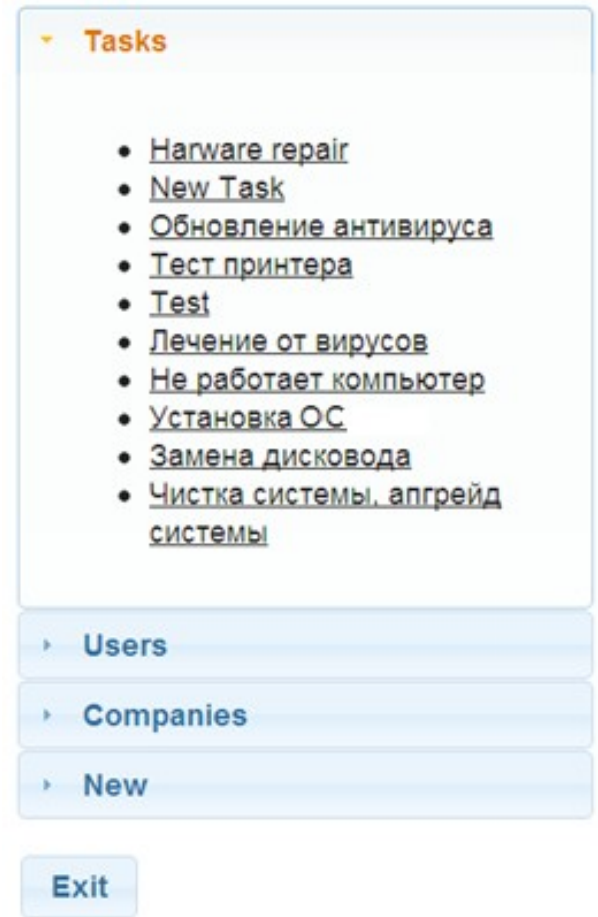 Tasks
Harware repair
New Task
Обновление антивируса
Тест принтера
Test
Лечение от вирусов
Не работает компьютер
Установка ОС
Замена дисковода
Чистка системы, апгрейд
системы
Users
Companies
New
Exit